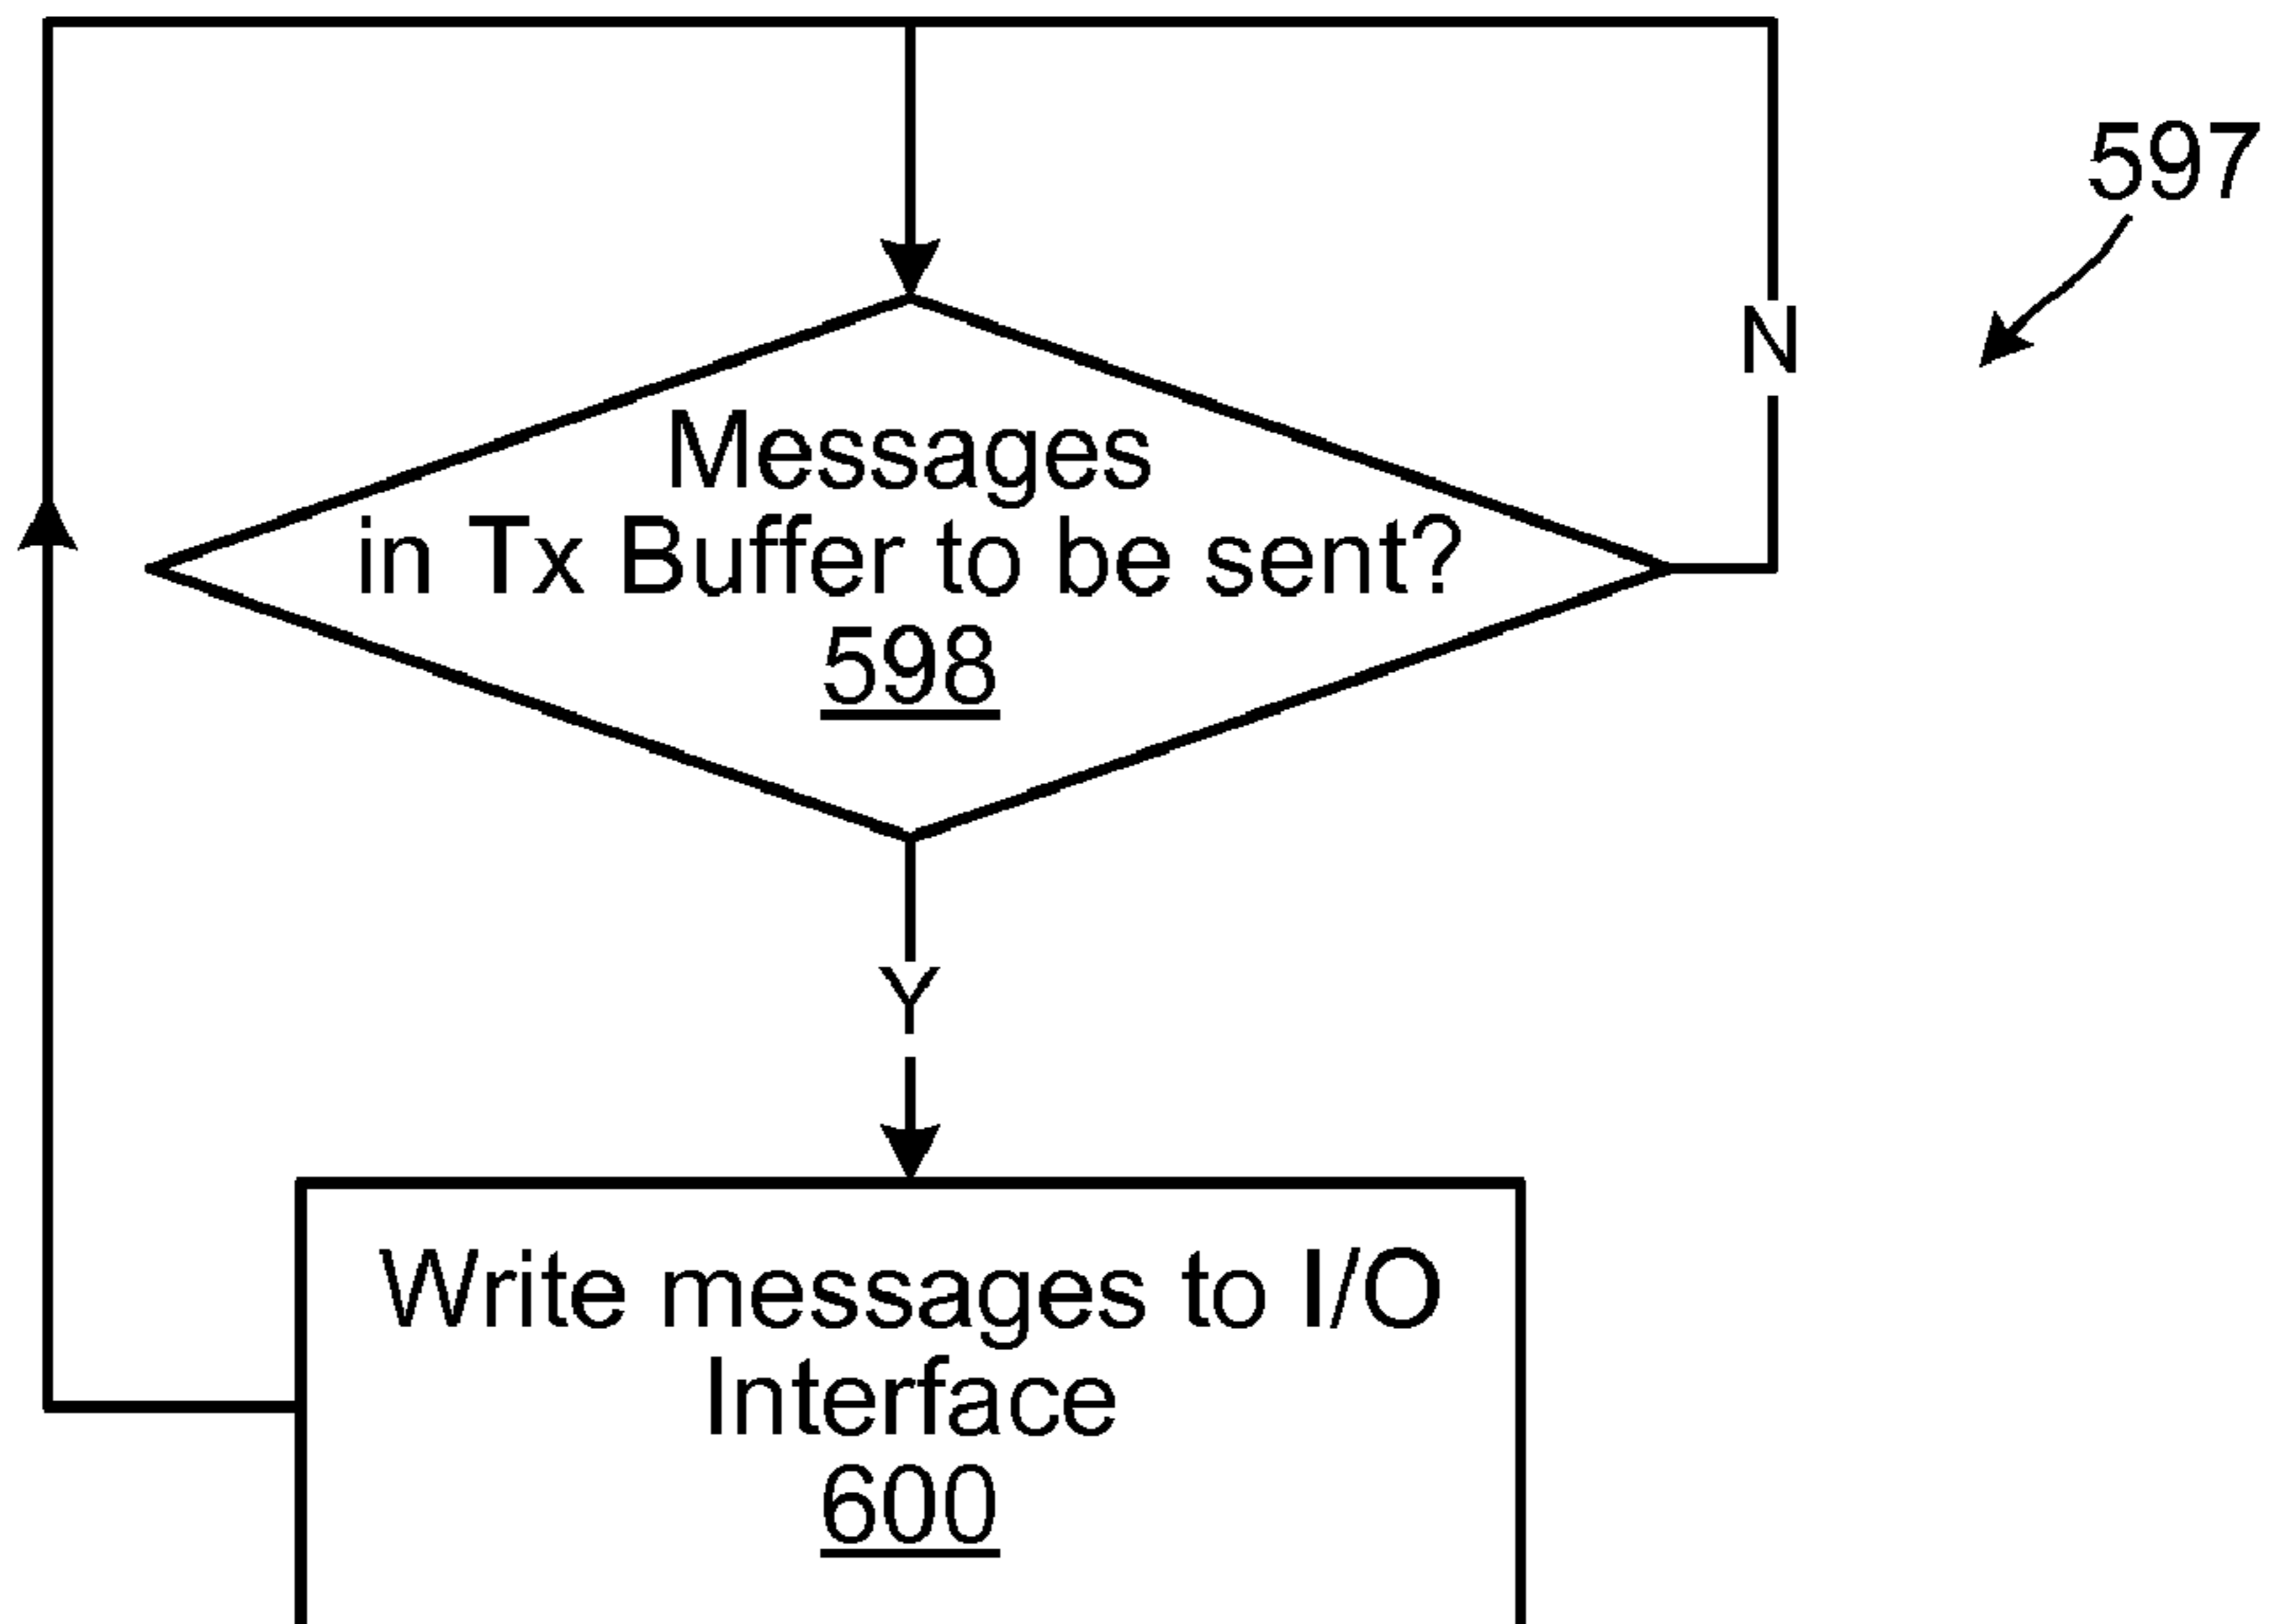 597
N
Messages
in Tx Buffer to be sent?
598
Y
Write messages to I/O
Interface
600